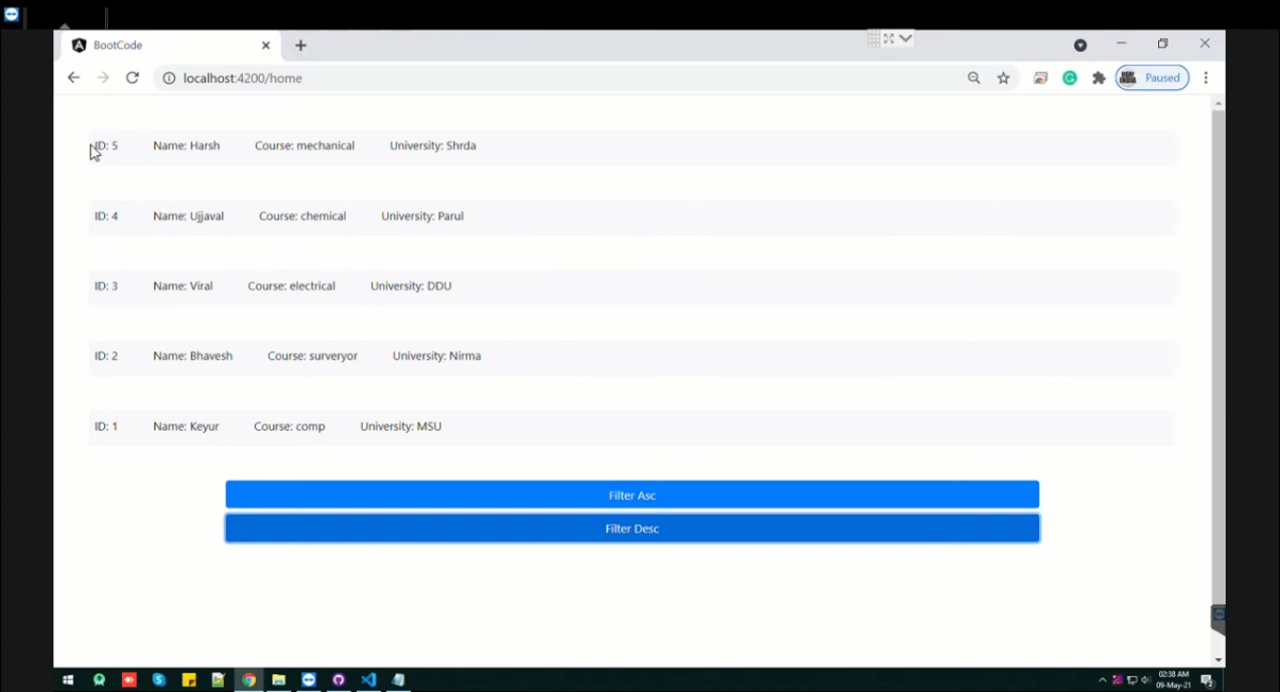 BootCode
localhost:4200/home
Paused
ID: 5 Name: Harsh Course: mechanical University: Shrda
ID: 4 Name: Ujjaval Course: chemical University: Parul
ID: 3 Name: Viral Course: electrical University: DDU
ID: 2 Name: Bhavesh Course: surveryor University: Nirma
ID: 1 Name: Keyur Course: comp University: MSU
Filter Asc
Filter Desc
02:38 AM
09-May-21